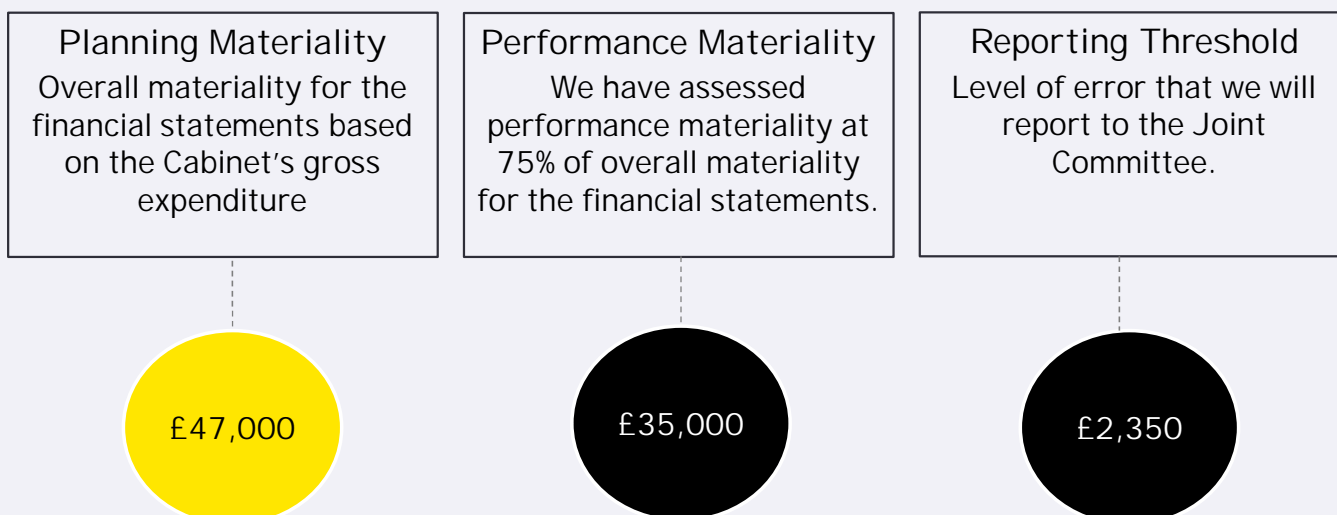 Planning Materiality
Overall materiality for the
financial statements based
on the Cabinet's gross
expenditure
Performance Materiality
We have assessed
performance materiality at
75% of overall materiality
for the financial statements.
Reporting Threshold
Level of error that we will
report to the Joint
Committee.
£47,000
£35,000
£2,350